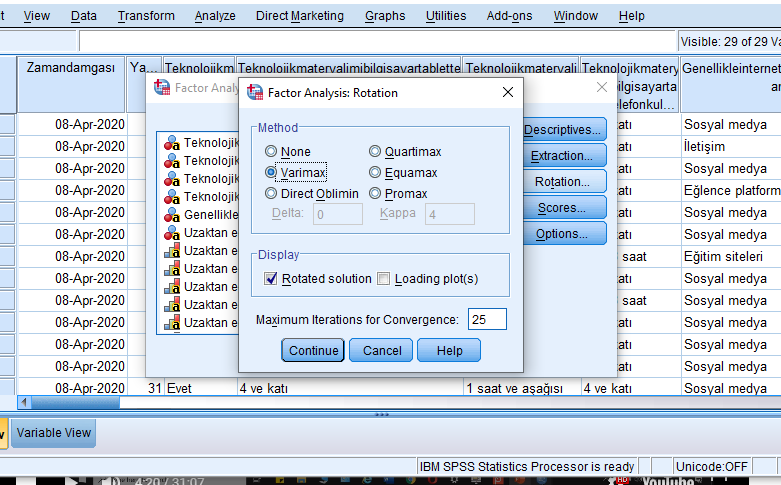 View Data Transform Analyze Direct Marketing Graphs Utilities Add-ons Window Help
Visible: 29 of 29 Va
Zamandamgası Ya... Teknolojikm Teknolojikmatervalimibilgisayartablette Teknolojikmatervali Teknolojikmatery Genellikleinternet
ilgisayarta ar
elefonkul...
Factor Analy
Factor Analysis: Rotation
Method
None Quartimax
Varimax Equamax
Direct Oblimin Promax
Delta: 0 Kappa 4
Display
Rotated solution Loading plot(s)
Maximum Iterations for Convergence: 25
Continue Cancel Help
Teknolojik
Teknolojik
Teknolojik
Teknolojik
Genellikle
Uzaktan e
Uzaktan e
Uzaktan e
Uzaktan e
Uzaktan e
Uzaktan e
Descriptives...
Extraction...
Rotation...
Scores...
Options...
08-Apr-2020 atı Sosyal medya
08-Apr-2020 atı İletişim
08-Apr-2020 atı Sosyal medya
08-Apr-2020 atı Eğlence platform
08-Apr-2020 atı Sosyal medya
08-Apr-2020 atı Sosyal medya
08-Apr-2020 saat Eğitim siteleri
08-Apr-2020 atı Sosyal medya
08-Apr-2020 saat Sosyal medya
08-Apr-2020 atı Sosyal medya
08-Apr-2020 atı Sosyal medya
08-Apr-2020 atı Sosyal medya
08-Apr-2020 31 Evet 4 ve katı 1 saat ve aşağısı 4 ve katı Sosyal medya
Variable View
IBM SPSS Statistics Processor is ready Unicode:OFF
4:20 / 31:07 HD YouTube